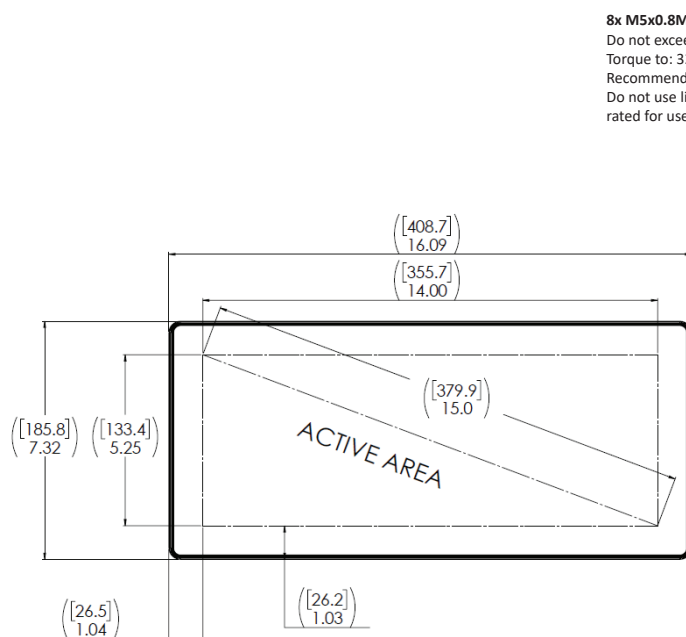 8x M5x0.8M
Do not excee
Torque to: 3
Recommend
Do not use li
rated for use
([408.7]
16.09)
([355.7]
14.00)
([379.9]
15.0)
([185.8]
7.32)
([133.4]
5.25)
ACTIVE AREA
([26.5]
1.04)
([26.2]
1.03)